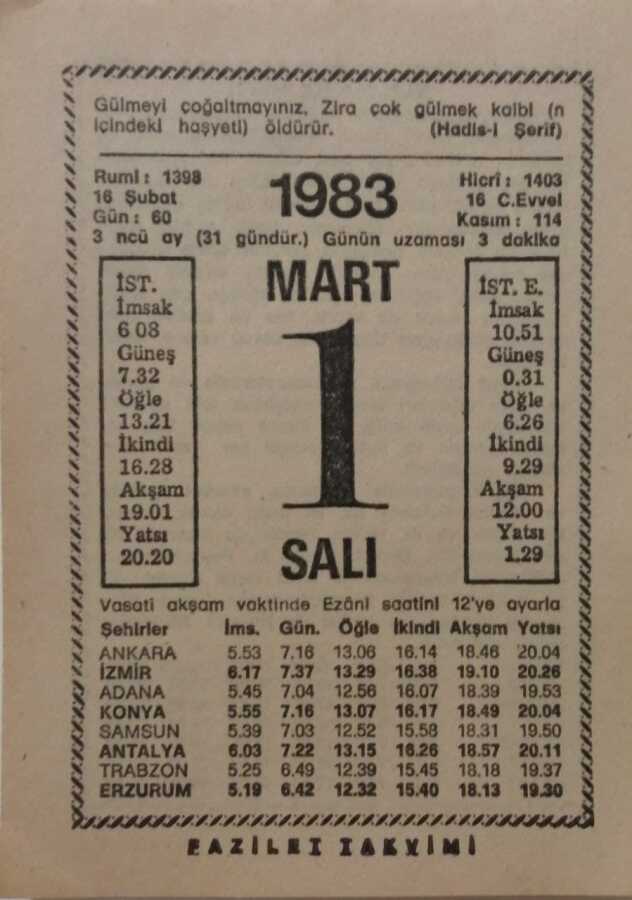 Gülmeyi çoğaltmayınız, Zira çok gülmek kalbi (n
içindeki haşyeti) öldürür. (Hadis-i Şerif)
Rumi: 1398 1983 Hicri: 1403
16 Şubat 16 C.Evvel
Gün: 60 Kasım: 114
3 ncü ay (31 gündür.) Günün uzaması 3 dakika
MART
1
SALI
İST.
İmsak
6 08
Güneş
7.32
Öğle
13.21
İkindi
16.28
Akşam
19.01
Yatsı
20.20
İST. E.
İmsak
10.51
Güneş
0.31
Öğle
6.26
İkindi
9.29
Akşam
12.00
Yatsı
1.29
Vasati akşam vaktinde Ezâni saatini 12'ye ayarla
Şehirler İms. Gün. Öğle İkindi Akşam Yatsı
ANKARA 5.53 7.16 13.06 16.14 18.46 20.04
İZMİR 6.17 7.37 13.29 16.38 19.10 20.26
ADANA 5.45 7.04 12.56 16.07 18.39 19.53
KONYA 5.55 7.16 13.07 16.17 18.49 20.04
SAMSUN 5.39 7.03 12.52 15.58 18.31 19.50
ANTALYA 6.03 7.22 13.15 16.26 18.57 20.11
TRABZON 5.25 6.49 12.39 15.45 18.18 19.37
ERZURUM 5.19 6.42 12.32 15.40 18.13 19.30
FAZİLET TAKVİMİ